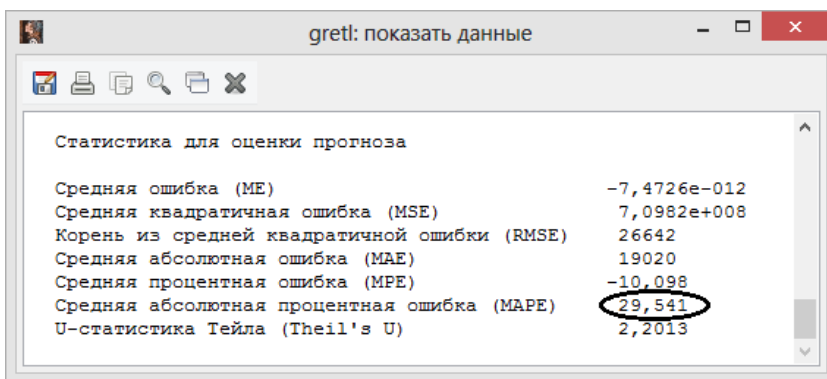 gretl: показать данные
Статистика для оценки прогноза
Средняя ошибка (ME) -7,4726e-012
Средняя квадратичная ошибка (MSE) 7,0982e+008
Корень из средней квадратичной ошибки (RMSE) 26642
Средняя абсолютная ошибка (MAE) 19020
Средняя процентная ошибка (MPE) -10,098
Средняя абсолютная процентная ошибка (MAPE) 29,541
U-статистика Тейла (Theil's U) 2,2013